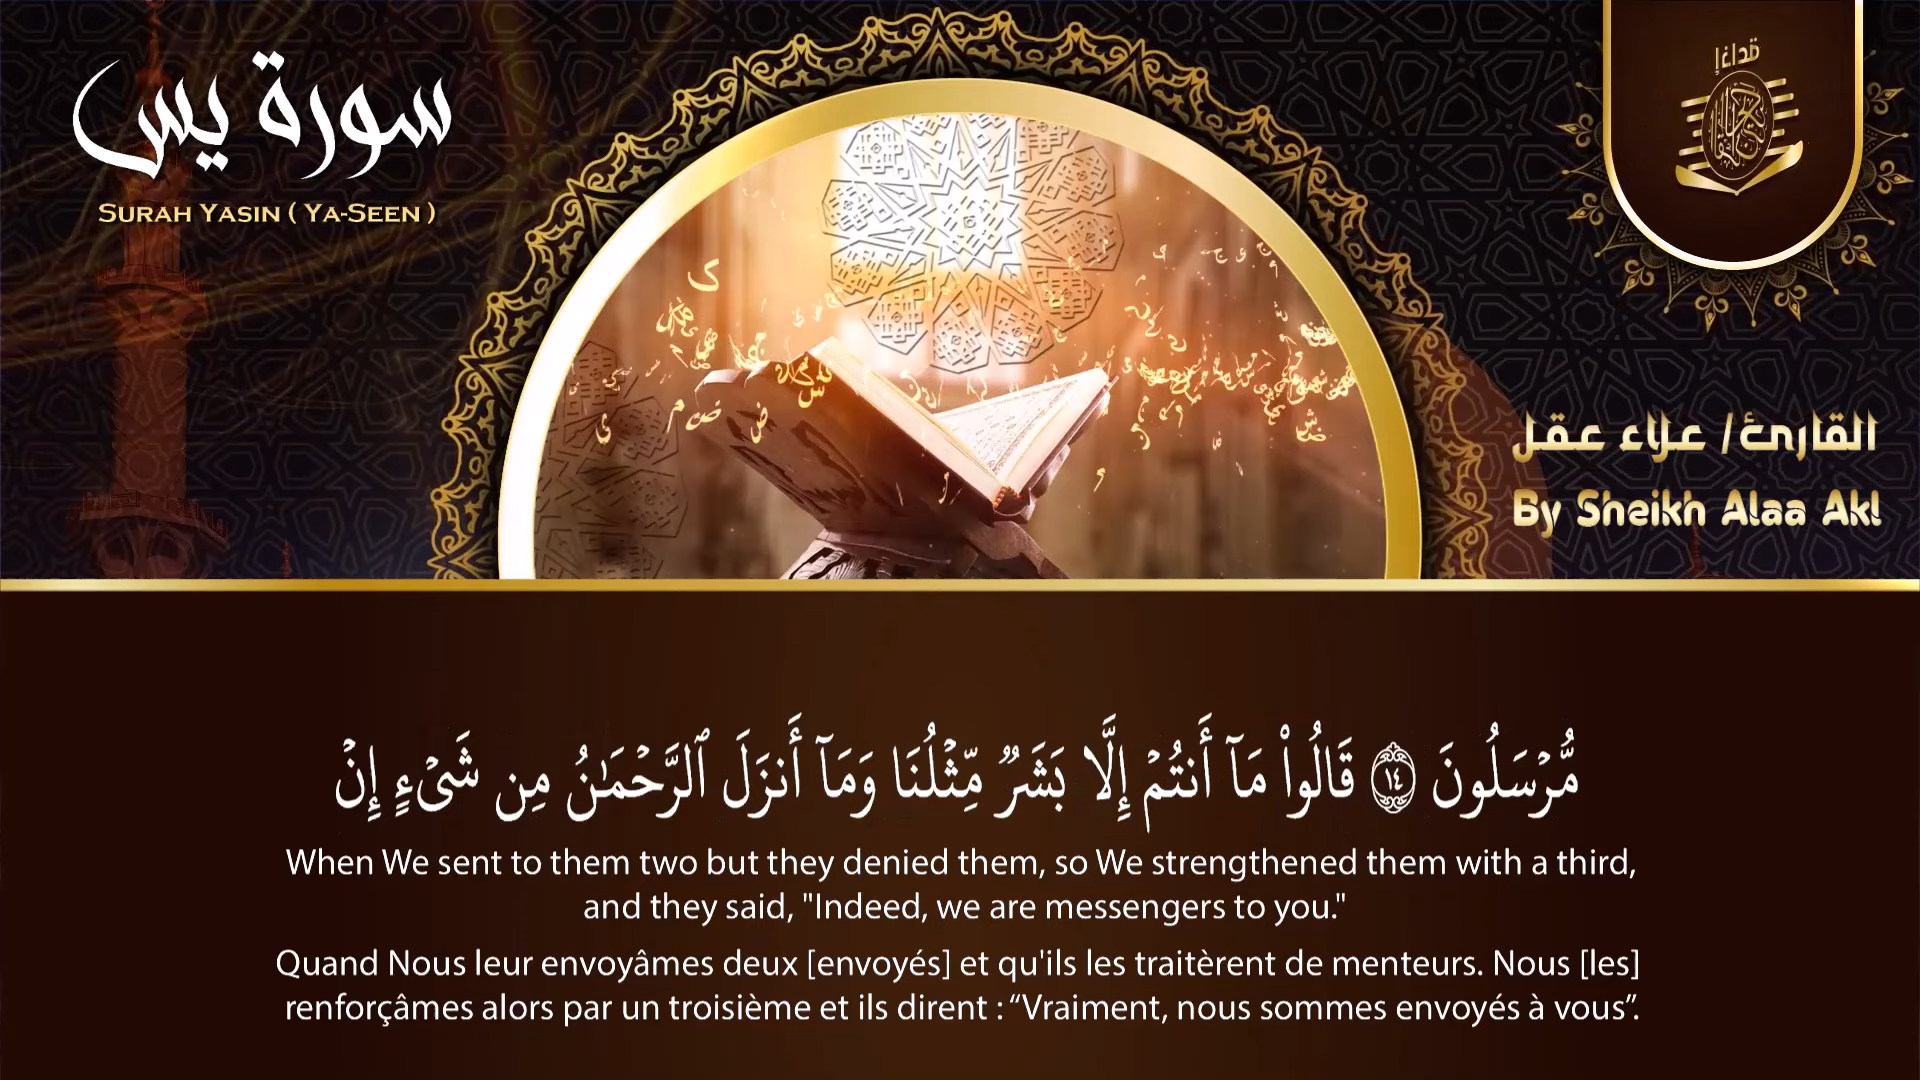 سورة يس
SURAH YASIN ( YA-SEEN )
القارئ/ علاء عقل
By Sheikh Alaa Akl
مُّرْسَلُونَ ١٤ قَالُوا۟ مَآ أَنتُمْ إِلَّا بَشَرٌ مِّثْلُنَا وَمَآ أَنزَلَ ٱلرَّحْمَـٰنُ مِن شَىْءٍ إِنْ
When We sent to them two but they denied them, so We strengthened them with a third,
and they said, "Indeed, we are messengers to you."
Quand Nous leur envoyâmes deux [envoyés] et qu'ils les traitèrent de menteurs. Nous [les]
renforçâmes alors par un troisième et ils dirent : “Vraiment, nous sommes envoyés à vous”.